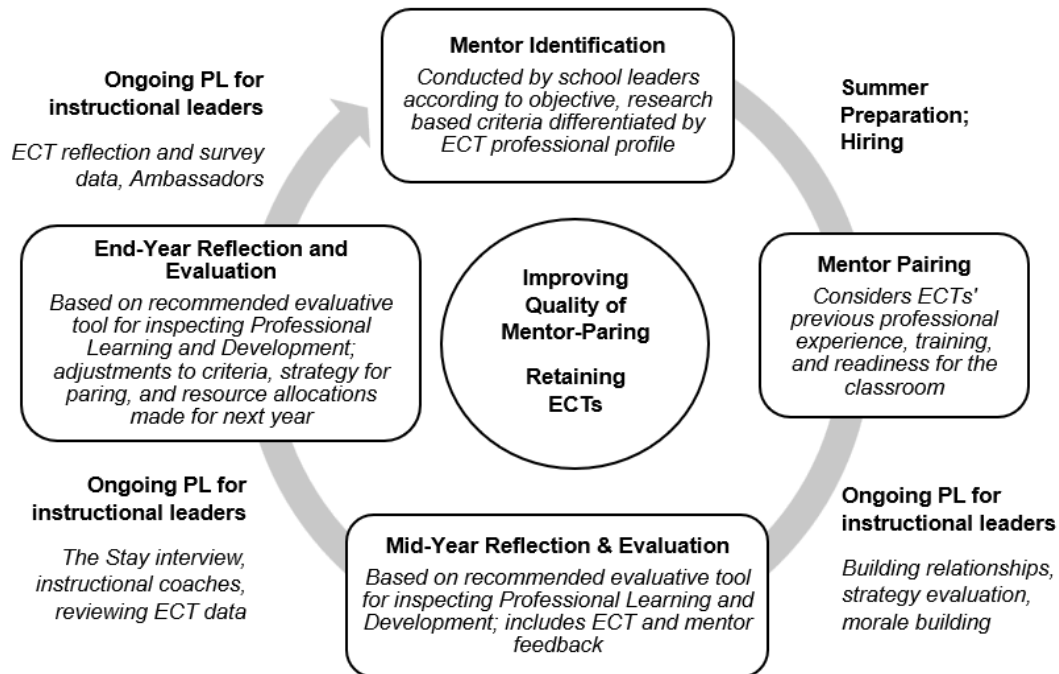 Mentor Identification
Conducted by school leaders
according to objective, research
based criteria differentiated by
ECT professional profile
Summer
Preparation;
Hiring
Mentor Pairing
Considers ECTs'
previous professional
experience, training,
and readiness for the
classroom
Ongoing PL for
instructional leaders
Building relationships,
strategy evaluation,
morale building
Mid-Year Reflection & Evaluation
Based on recommended evaluative tool
for inspecting Professional Learning and
Development; includes ECT and mentor
feedback
Ongoing PL for
instructional leaders
The Stay interview,
instructional coaches,
reviewing ECT data
End-Year Reflection and
Evaluation
Based on recommended evaluative
tool for inspecting Professional
Learning and Development;
adjustments to criteria, strategy for
paring, and resource allocations
made for next year
Ongoing PL for
instructional leaders
ECT reflection and survey
data, Ambassadors
Improving
Quality of
Mentor-Paring
Retaining
ECTs